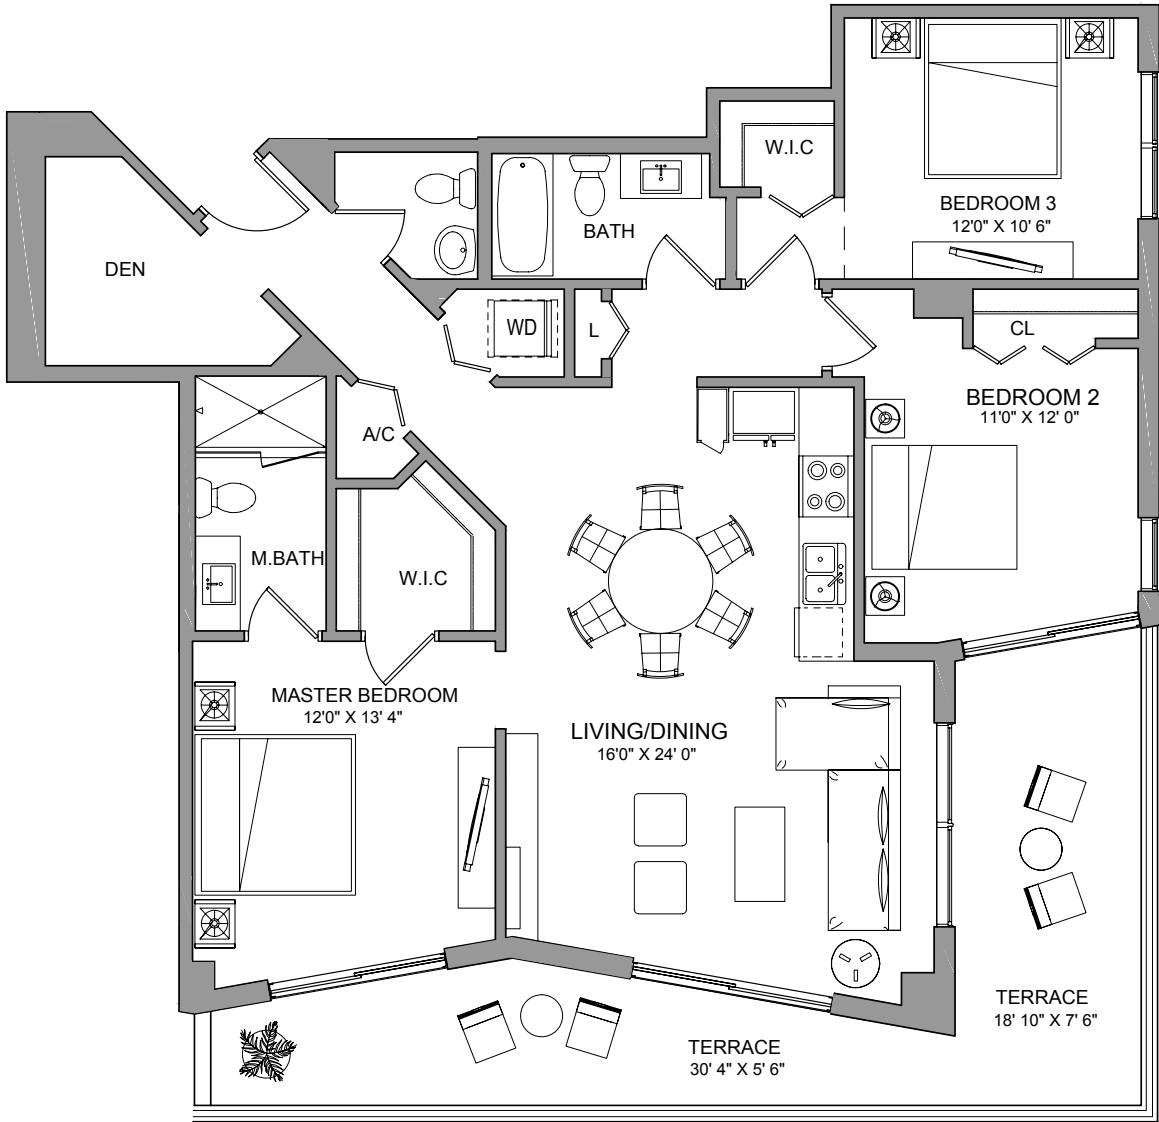 W.I.C
BEDROOM 3
12'0" X 10' 6"
BATH
DEN
WD
L
CL
BEDROOM 2
11'0" X 12' 0"
A/C
M.BATH
W.I.C
MASTER BEDROOM
12'0" X 13' 4"
LIVING/DINING
16'0" X 24' 0"
TERRACE
18' 10" X 7' 6"
TERRACE
30' 4" X 5' 6"